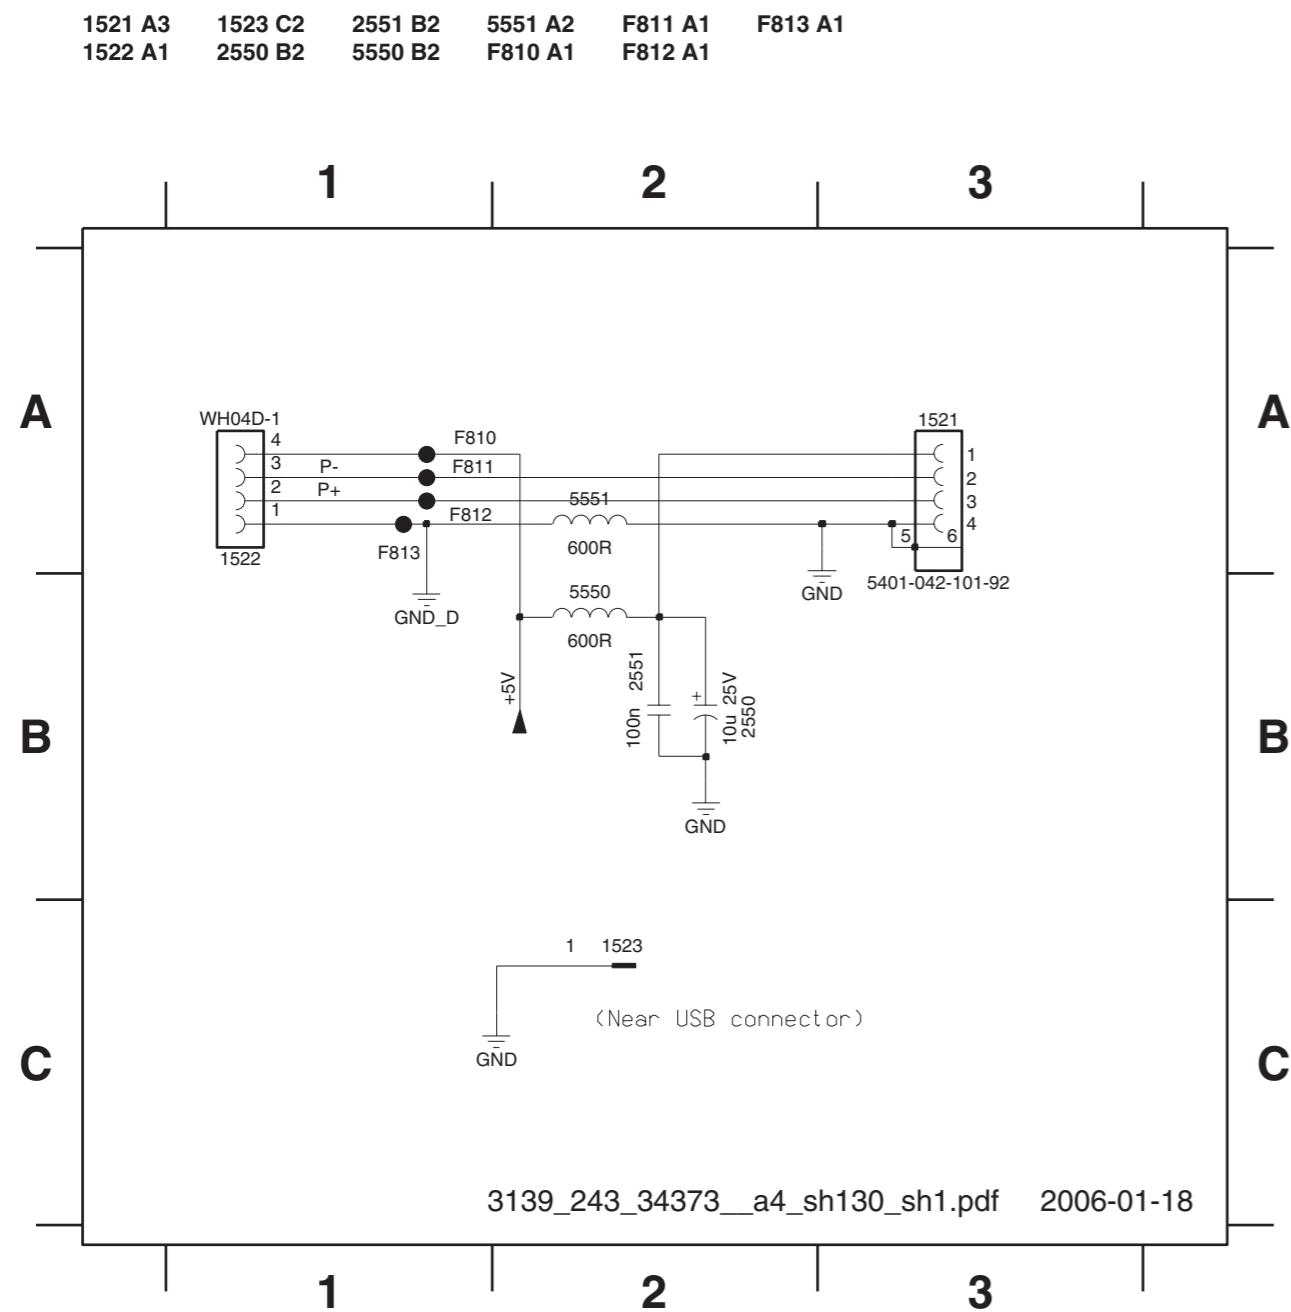 1521 A3 1523 C2 2551 B2 5551 A2 F811 A1 F813 A1
1522 A1 2550 B2 5550 B2 F810 A1 F812 A1
1 2 3
A A
WH04D-1 1521
4 F810 1
3 P- F811 2
2 P+ 5551 3
1 F812 4
F813 600R 5 6
1522
5401-042-101-92
GND
5550
GND_D
600R
+5V
100n 2551
+
10u 25V
2550
B B
GND
1 1523
(Near USB connector)
GND
C C
3139_243_34373__a4_sh130_sh1.pdf 2006-01-18
1 2 3